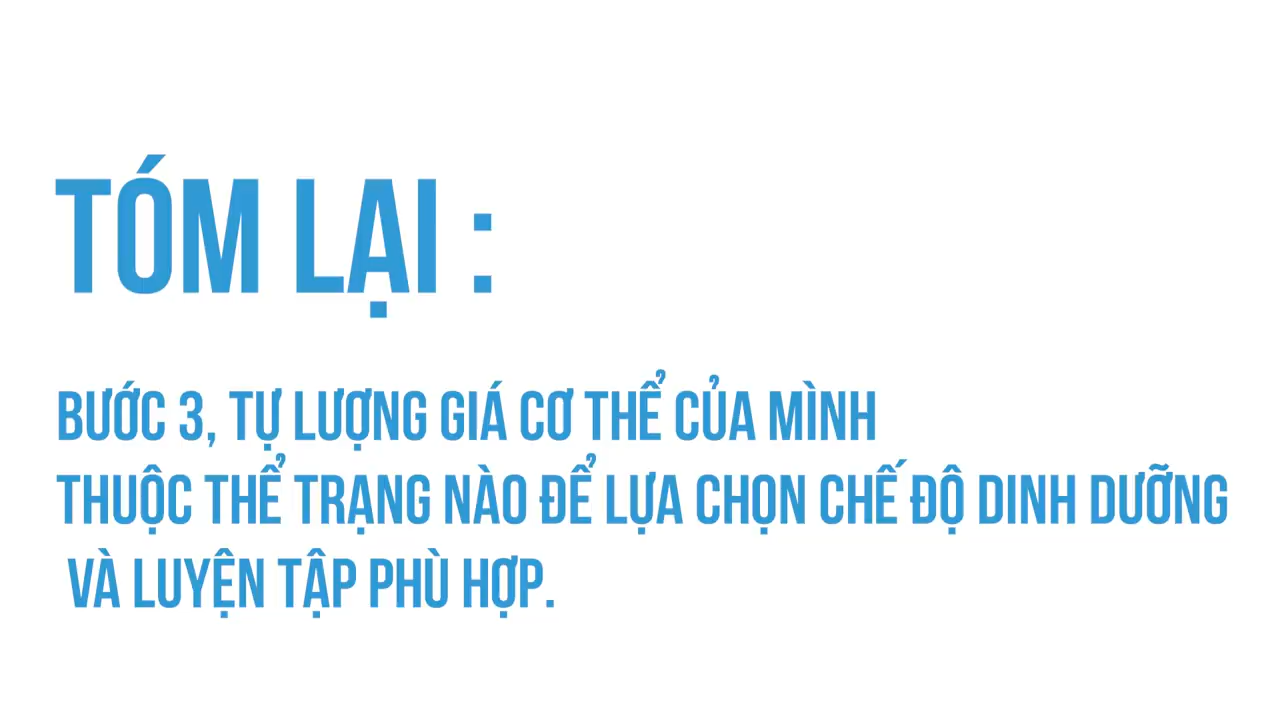 TÓM LẠI :
BƯỚC 3, TỰ LƯỢNG GIÁ CƠ THỂ CỦA MÌNH
THUỘC THỂ TRẠNG NÀO ĐỂ LỰA CHỌN CHẾ ĐỘ DINH DƯỠNG
VÀ LUYỆN TẬP PHÙ HỢP.